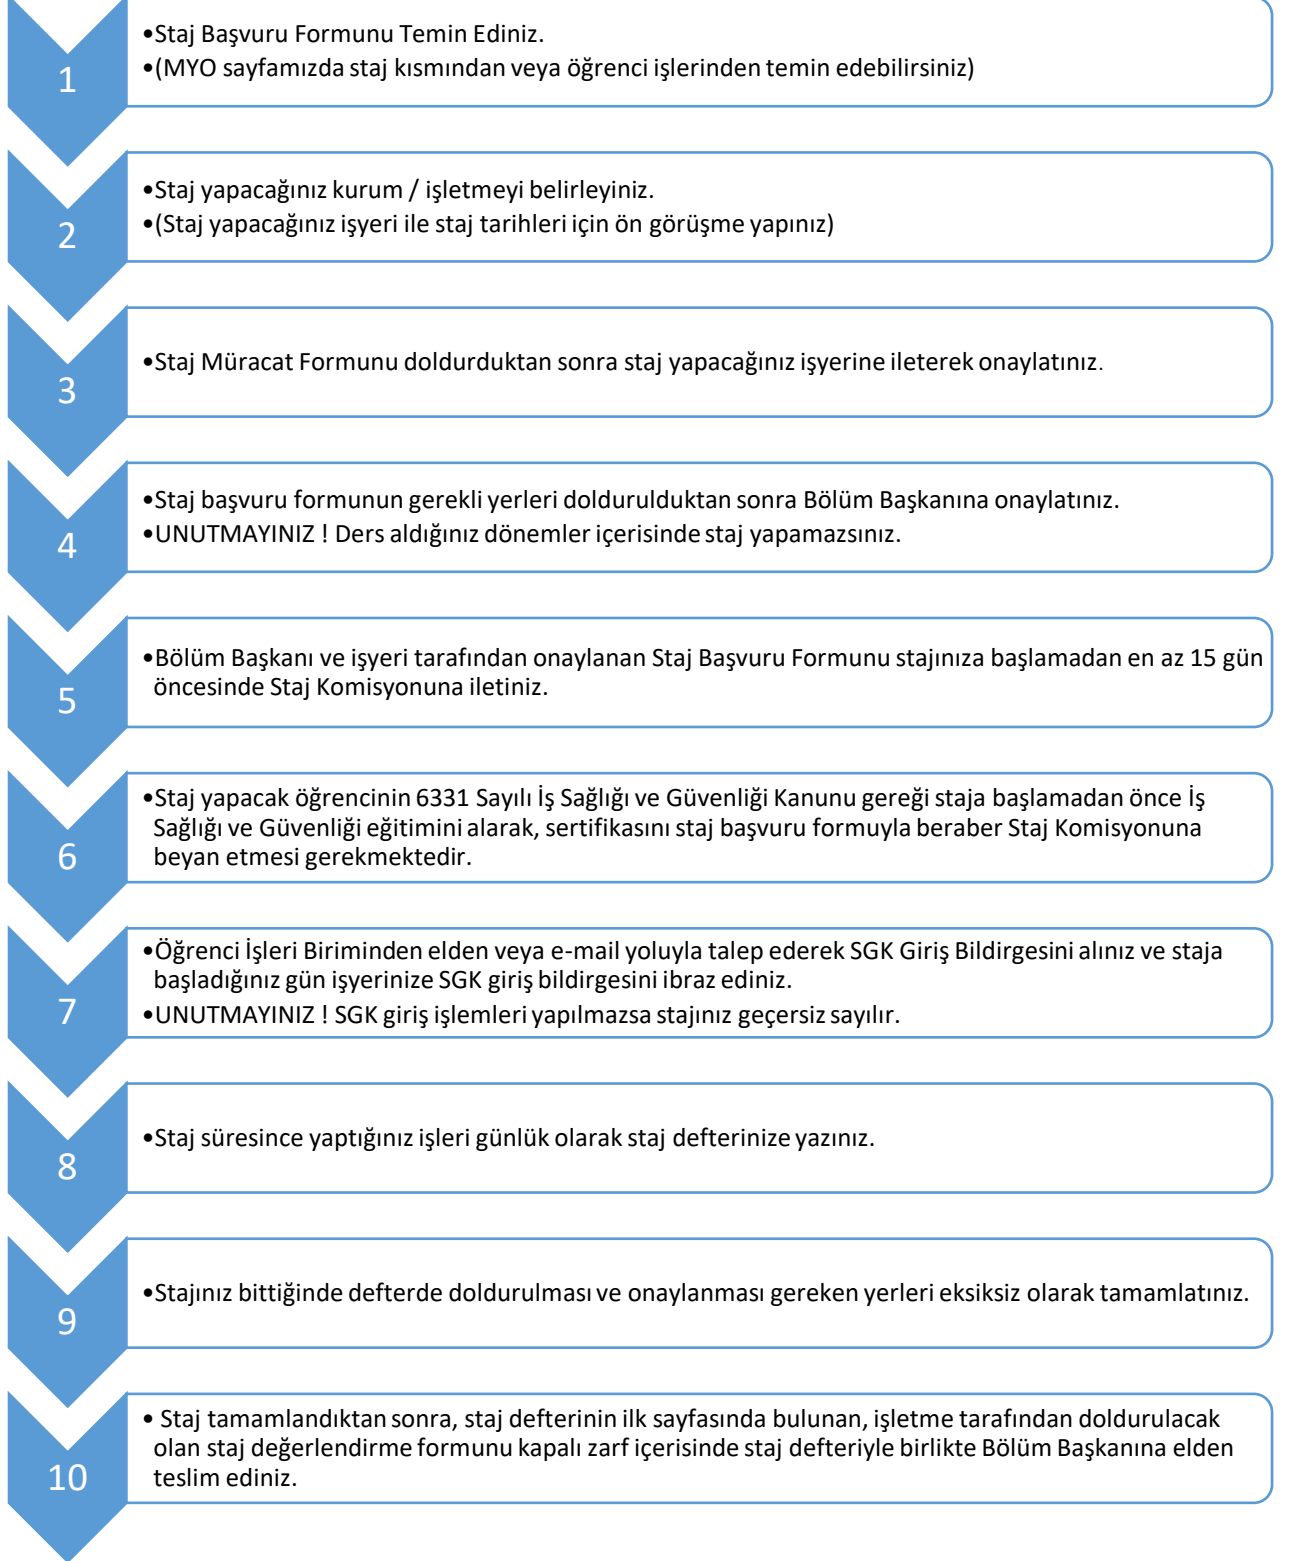 1
•Staj Başvuru Formunu Temin Ediniz.
•(MYO sayfamızda staj kısmından veya öğrenci işlerinden temin edebilirsiniz)
2
•Staj yapacağınız kurum / işletmeyi belirleyiniz.
•(Staj yapacağınız işyeri ile staj tarihleri için ön görüşme yapınız)
3
•Staj Müracat Formunu doldurduktan sonra staj yapacağınız işyerine ileterek onaylatınız.
4
•Staj başvuru formunun gerekli yerleri doldurulduktan sonra Bölüm Başkanına onaylatınız.
•UNUTMAYINIZ ! Ders aldığınız dönemler içerisinde staj yapamazsınız.
5
•Bölüm Başkanı ve işyeri tarafından onaylanan Staj Başvuru Formunu stajınıza başlamadan en az 15 gün
öncesinde Staj Komisyonuna iletiniz.
6
•Staj yapacak öğrencinin 6331 Sayılı İş Sağlığı ve Güvenliği Kanunu gereği staja başlamadan önce İş
Sağlığı ve Güvenliği eğitimini alarak, sertifikasını staj başvuru formuyla beraber Staj Komisyonuna
beyan etmesi gerekmektedir.
7
•Öğrenci İşleri Biriminden elden veya e-mail yoluyla talep ederek SGK Giriş Bildirgesini alınız ve staja
başladığınız gün işyerinize SGK giriş bildirgesini ibraz ediniz.
•UNUTMAYINIZ ! SGK giriş işlemleri yapılmazsa stajınız geçersiz sayılır.
8
•Staj süresince yaptığınız işleri günlük olarak staj defterinize yazınız.
9
•Stajınız bittiğinde defterde doldurulması ve onaylanması gereken yerleri eksiksiz olarak tamamlatınız.
10
• Staj tamamlandıktan sonra, staj defterinin ilk sayfasında bulunan, işletme tarafından doldurulacak
olan staj değerlendirme formunu kapalı zarf içerisinde staj defteriyle birlikte Bölüm Başkanına elden
teslim ediniz.